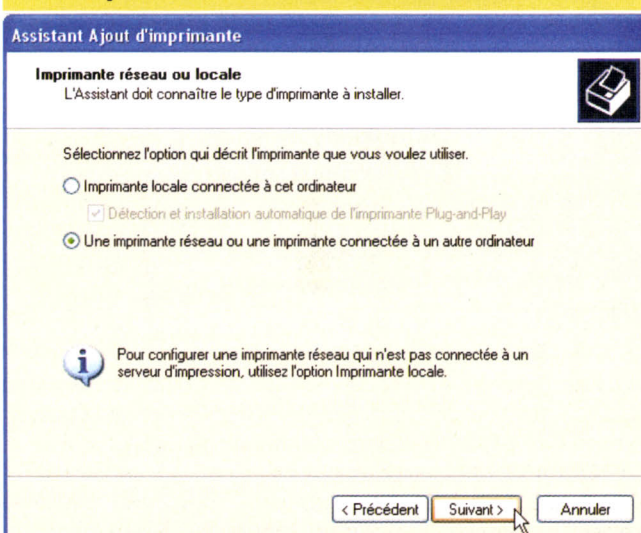 Assistant Ajout d'imprimante
Imprimante réseau ou locale
L'Assistant doit connaître le type d'imprimante à installer.
Sélectionnez l'option qui décrit l'imprimante que vous voulez utiliser.
Imprimante locale connectée à cet ordinateur
Détection et installation automatique de l'imprimante Plug-and-Play
Une imprimante réseau ou une imprimante connectée à un autre ordinateur
Pour configurer une imprimante réseau qui n'est pas connectée à un
serveur d'impression, utilisez l'option Imprimante locale.
< Précédent Suivant > Annuler